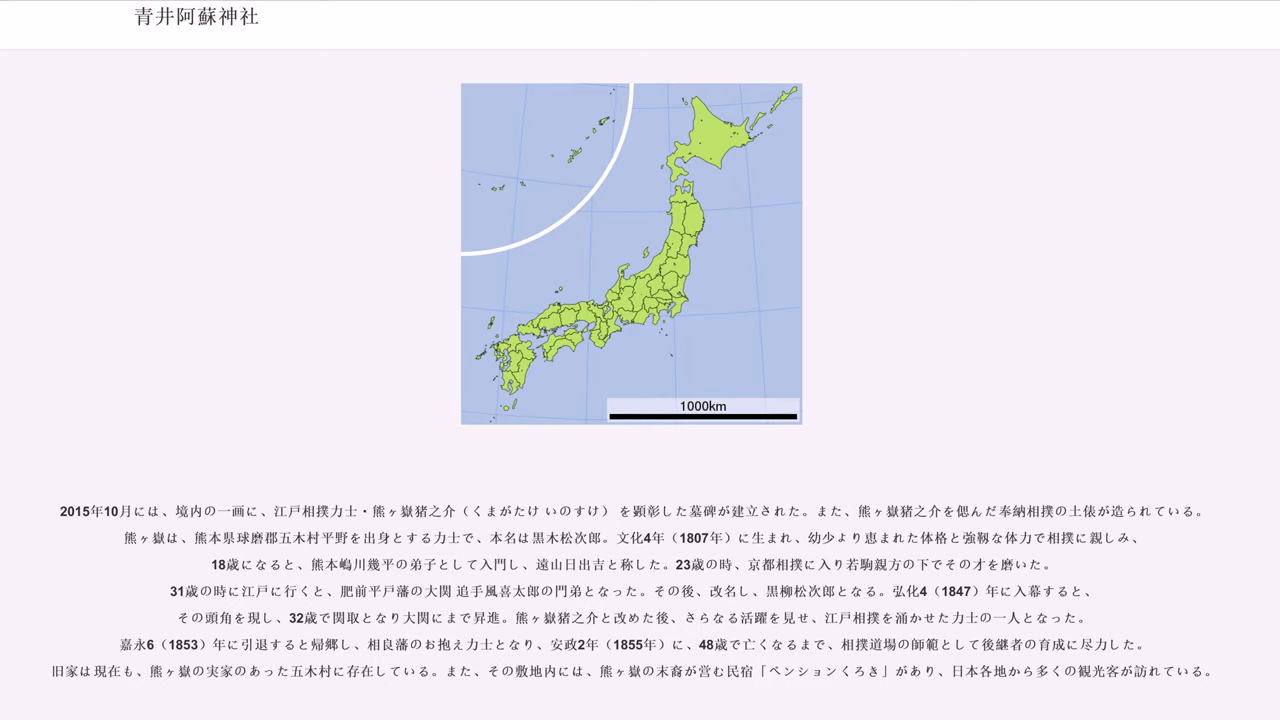 青井阿蘇神社
1000km
2015年10月には、境内の一画に、江戸相撲力士・熊ヶ嶽猪之介（くまがたけ いのすけ） を顕彰した墓碑が建立された。また、熊ヶ嶽猪之介を偲んだ奉納相撲の土俵が造られている。
熊ヶ嶽は、熊本県球磨郡五木村平野を出身とする力士で、本名は黒木松次郎。文化4年（1807年）に生まれ、幼少より恵まれた体格と強靱な体力で相撲に親しみ、
18歳になると、熊本嶋川幾平の弟子として入門し、遠山日出吉と称した。23歳の時、京都相撲に入り若駒親方の下でその才を磨いた。
31歳の時に江戸に行くと、肥前平戸藩の大関 追手風喜太郎の門弟となった。その後、改名し、黒柳松次郎となる。弘化4（1847）年に入幕すると、
その頭角を現し、32歳で関取となり大関にまで昇進。熊ヶ嶽猪之介と改めた後、さらなる活躍を見せ、江戸相撲を涌かせた力士の一人となった。
嘉永6（1853）年に引退すると帰郷し、相良藩のお抱え力士となり、安政2年（1855年）に、48歳で亡くなるまで、相撲道場の師範として後継者の育成に尽力した。
旧家は現在も、熊ヶ嶽の実家のあった五木村に存在している。また、その敷地内には、熊ヶ嶽の末裔が営む民宿「ペンションくろき」があり、日本各地から多くの観光客が訪れている。